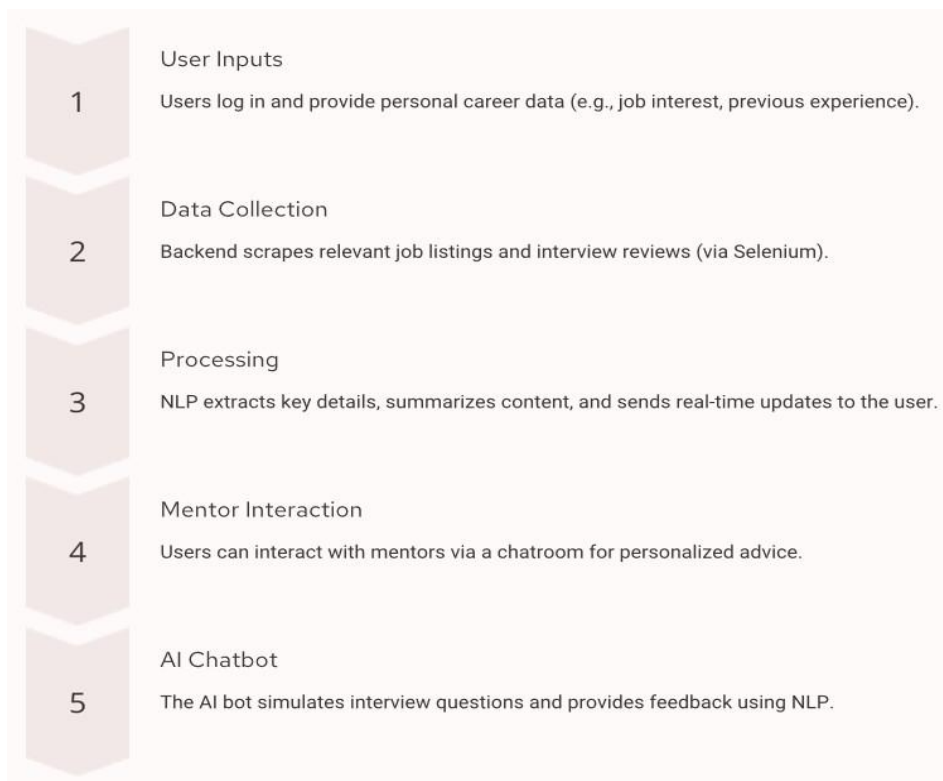 1
User Inputs
Users log in and provide personal career data (e.g., job interest, previous experience).
2
Data Collection
Backend scrapes relevant job listings and interview reviews (via Selenium).
3
Processing
NLP extracts key details, summarizes content, and sends real-time updates to the user.
4
Mentor Interaction
Users can interact with mentors via a chatroom for personalized advice.
5
AI Chatbot
The AI bot simulates interview questions and provides feedback using NLP.